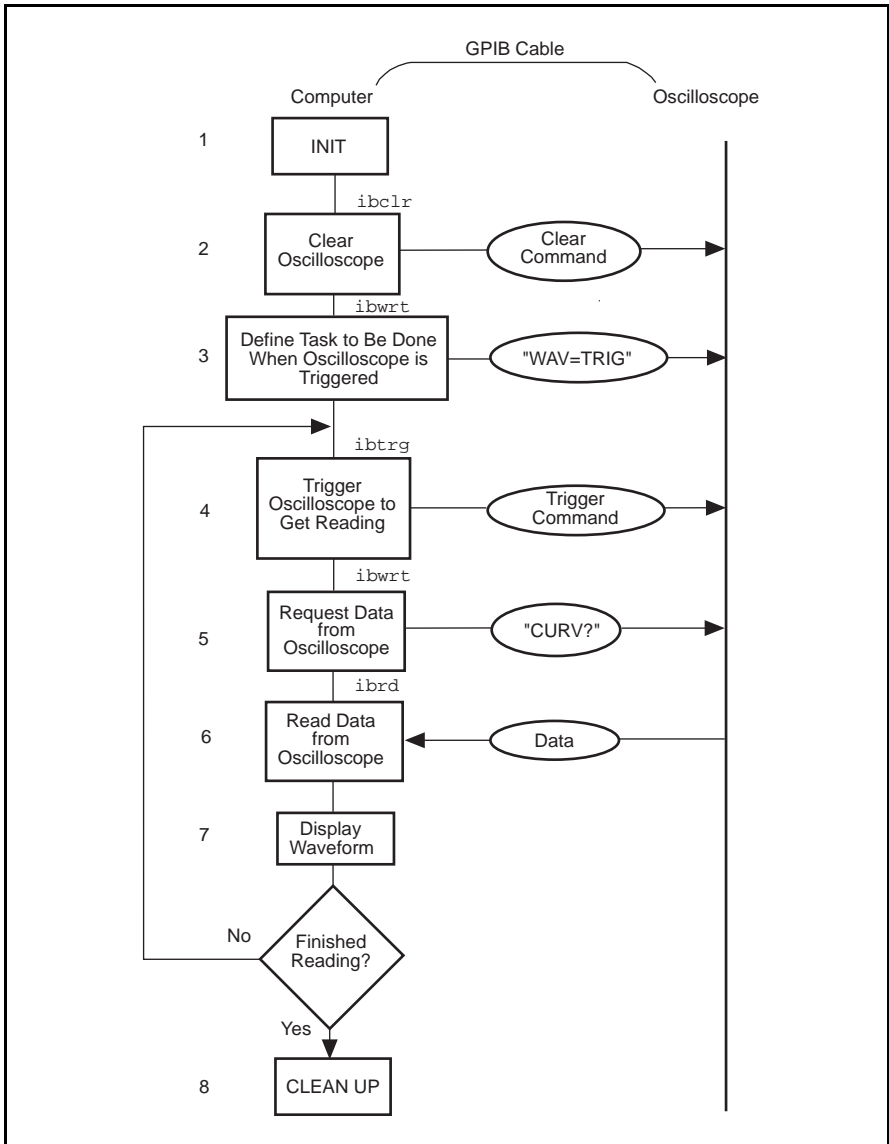 GPIB Cable
Computer
Oscilloscope
1
INIT
ibclr
2
Clear
Oscilloscope
Clear
Command
ibwrt
3
Define Task to Be Done
When Oscilloscope is
Triggered
"WAV=TRIG"
ibtrg
4
Trigger
Oscilloscope to
Get Reading
Trigger
Command
ibwrt
5
Request Data
from
Oscilloscope
"CURV?"
ibrd
6
Read Data
from
Oscilloscope
Data
7
Display
Waveform
No
Finished
Reading?
Yes
8
CLEAN UP